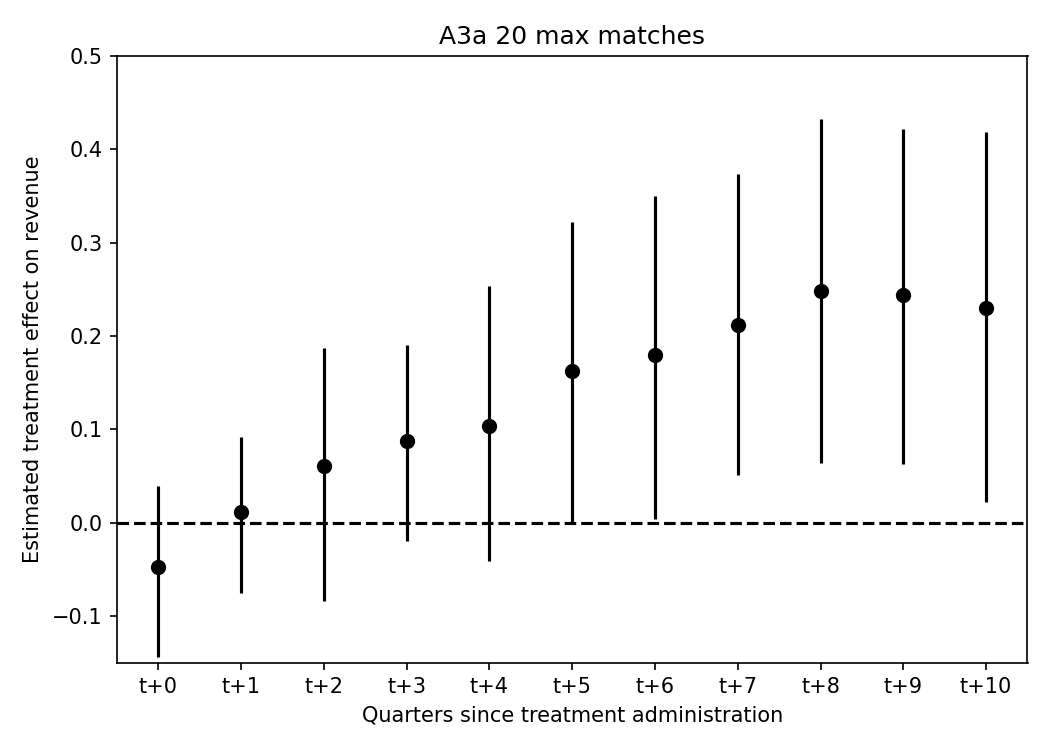 A3a 20 max matches
Estimated treatment effect on revenue
0.5
0.4
0.3
0.2
0.1
0.0
−0.1
t+0 t+1 t+2 t+3 t+4 t+5 t+6 t+7 t+8 t+9 t+10
Quarters since treatment administration